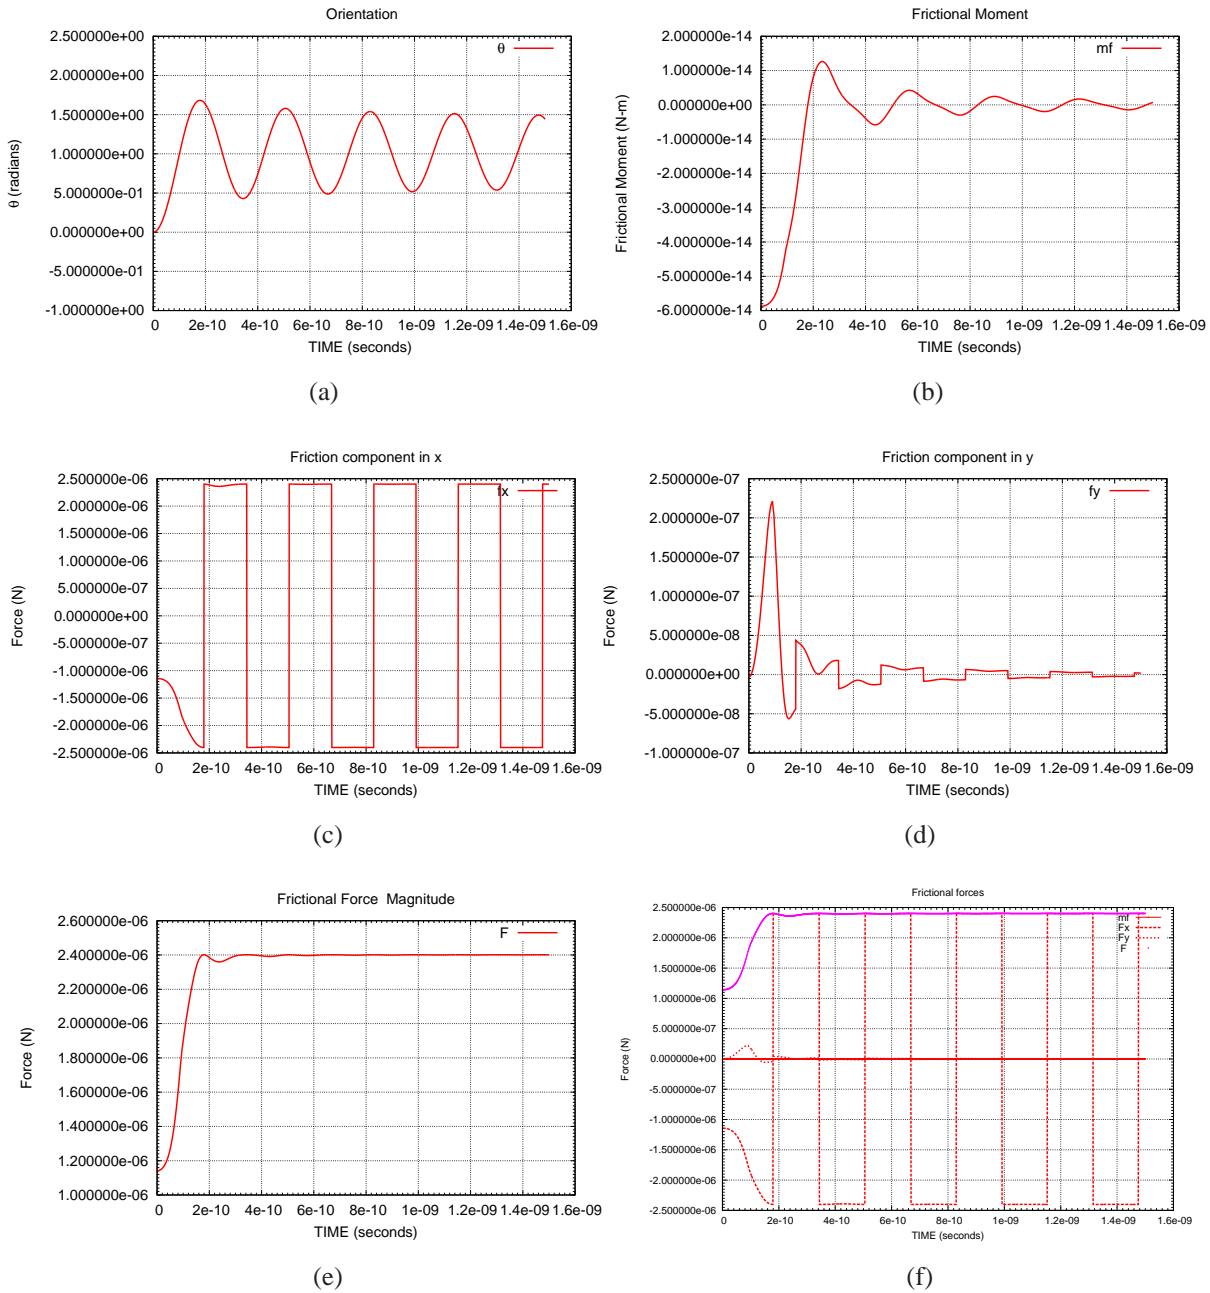 Orientation
Frictional Moment
2.500000e+00
2.000000e+00
1.500000e+00
1.000000e+00
5.000000e-01
0.000000e+00
-5.000000e-01
-1.000000e+00
θ (radians)
θ
0 2e-10 4e-10 6e-10 8e-10 1e-09 1.2e-09 1.4e-09 1.6e-09
TIME (seconds)
(a)
2.000000e-14
1.000000e-14
0.000000e+00
-1.000000e-14
-2.000000e-14
-3.000000e-14
-4.000000e-14
-5.000000e-14
-6.000000e-14
Frictional Moment (N-m)
mf
0 2e-10 4e-10 6e-10 8e-10 1e-09 1.2e-09 1.4e-09 1.6e-09
TIME (seconds)
(b)
Friction component in x
2.500000e-06
2.000000e-06
1.500000e-06
1.000000e-06
5.000000e-07
0.000000e+00
-5.000000e-07
-1.000000e-06
-1.500000e-06
-2.000000e-06
-2.500000e-06
Force (N)
fx
0 2e-10 4e-10 6e-10 8e-10 1e-09 1.2e-09 1.4e-09 1.6e-09
TIME (seconds)
(c)
Friction component in y
2.500000e-07
2.000000e-07
1.500000e-07
1.000000e-07
5.000000e-08
0.000000e+00
-5.000000e-08
-1.000000e-07
Force (N)
fy
0 2e-10 4e-10 6e-10 8e-10 1e-09 1.2e-09 1.4e-09 1.6e-09
TIME (seconds)
(d)
Frictional Force Magnitude
2.600000e-06
2.400000e-06
2.200000e-06
2.000000e-06
1.800000e-06
1.600000e-06
1.400000e-06
1.200000e-06
1.000000e-06
Force (N)
F
0 2e-10 4e-10 6e-10 8e-10 1e-09 1.2e-09 1.4e-09 1.6e-09
TIME (seconds)
(e)
Frictional forces
2.500000e-06
2.000000e-06
1.500000e-06
1.000000e-06
5.000000e-07
0.000000e+00
-5.000000e-07
-1.000000e-06
-1.500000e-06
-2.000000e-06
-2.500000e-06
Force (N)
mf
Fx
Fy
F
0 2e-10 4e-10 6e-10 8e-10 1e-09 1.2e-09 1.4e-09 1.6e-09
TIME (seconds)
(f)